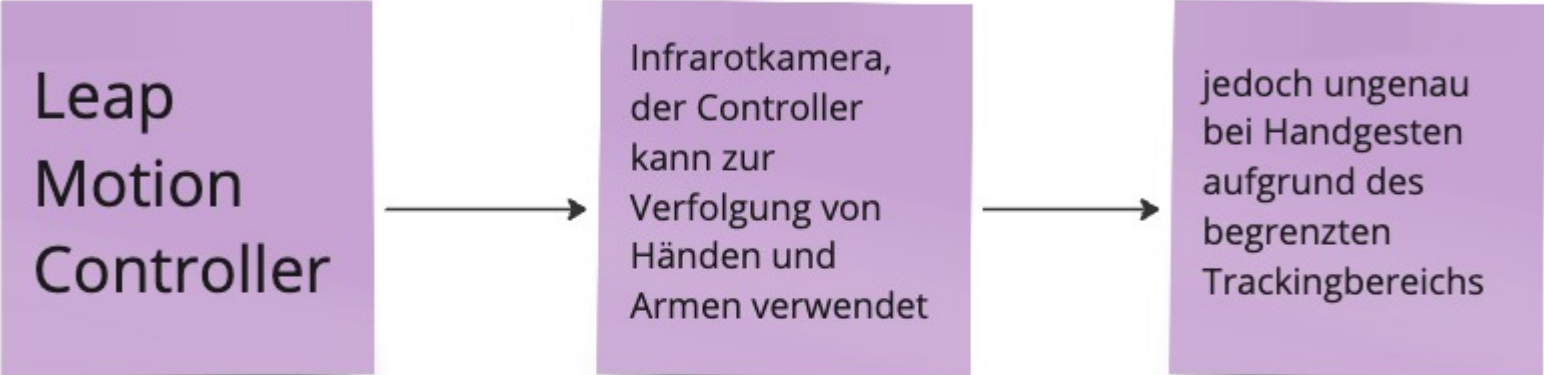 Leap
Motion
Controller
Infrarotkamera,
der Controller
kann zur
Verfolgung von
Händen und
Armen verwendet
jedoch ungenau
bei Handgesten
aufgrund des
begrenzten
Trackingbereichs